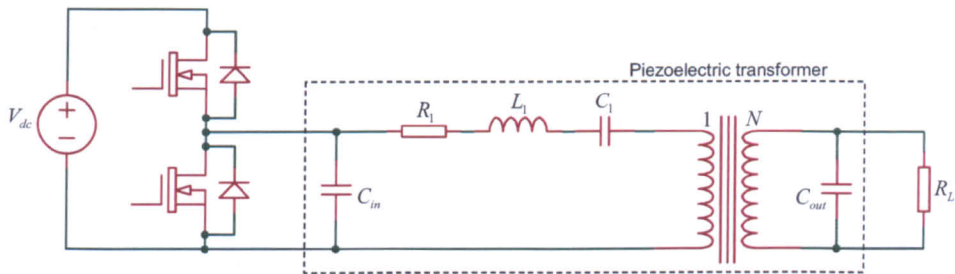 Piezoelectric transformer
V_dc
R_1
L_1
C_1
1
N
C_in
C_out
R_L